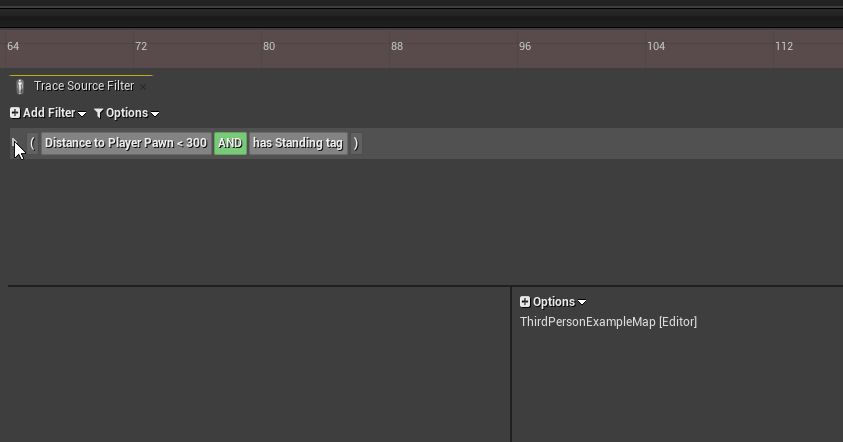 64 72 80 88 96 104 112
Trace Source Filter
Add Filter Options
( Distance to Player Pawn < 300 AND has Standing tag )
Options
ThirdPersonExampleMap [Editor]